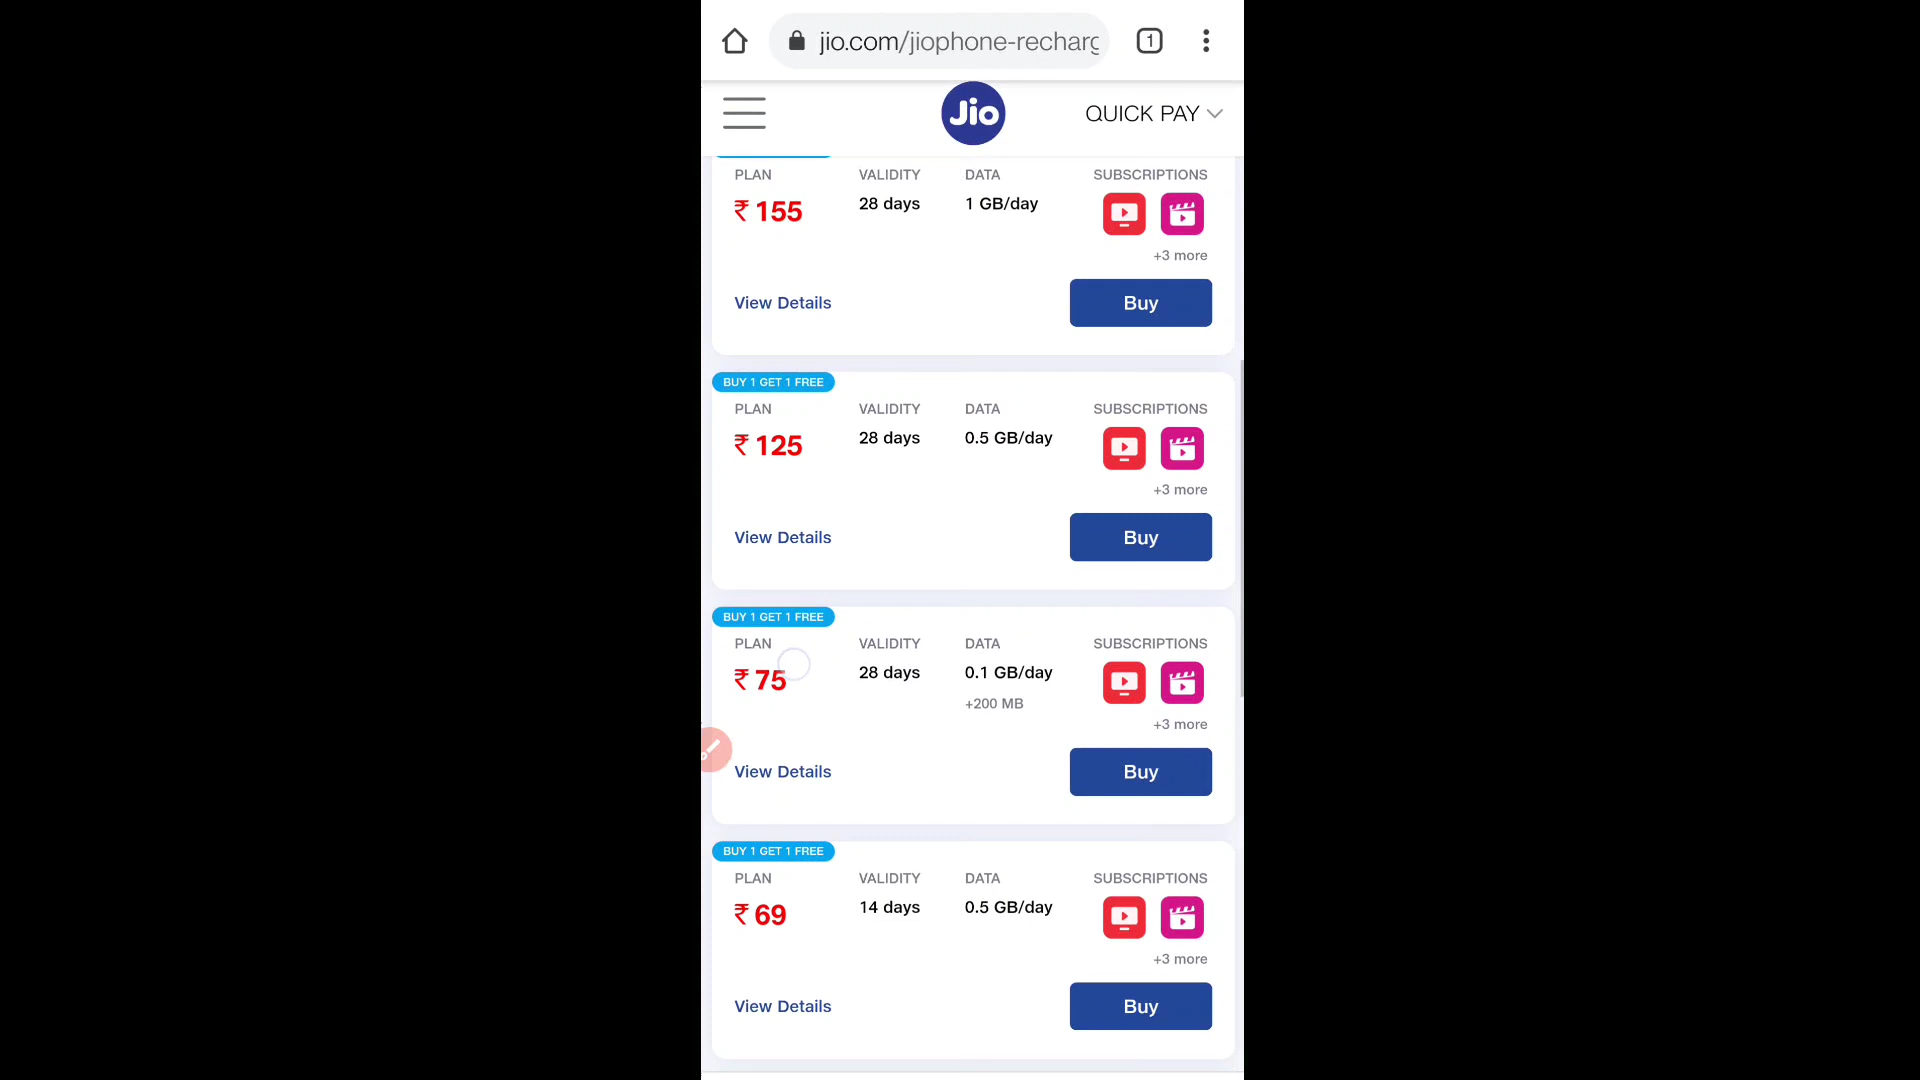 jio.com/jiophone-recharg
1
Jio
QUICK PAY
PLAN VALIDITY DATA SUBSCRIPTIONS
₹ 155 28 days 1 GB/day
+3 more
View Details Buy
BUY 1 GET 1 FREE
PLAN VALIDITY DATA SUBSCRIPTIONS
₹ 125 28 days 0.5 GB/day
+3 more
View Details Buy
BUY 1 GET 1 FREE
PLAN VALIDITY DATA SUBSCRIPTIONS
₹ 75 28 days 0.1 GB/day
+200 MB
+3 more
View Details Buy
BUY 1 GET 1 FREE
PLAN VALIDITY DATA SUBSCRIPTIONS
₹ 69 14 days 0.5 GB/day
+3 more
View Details Buy